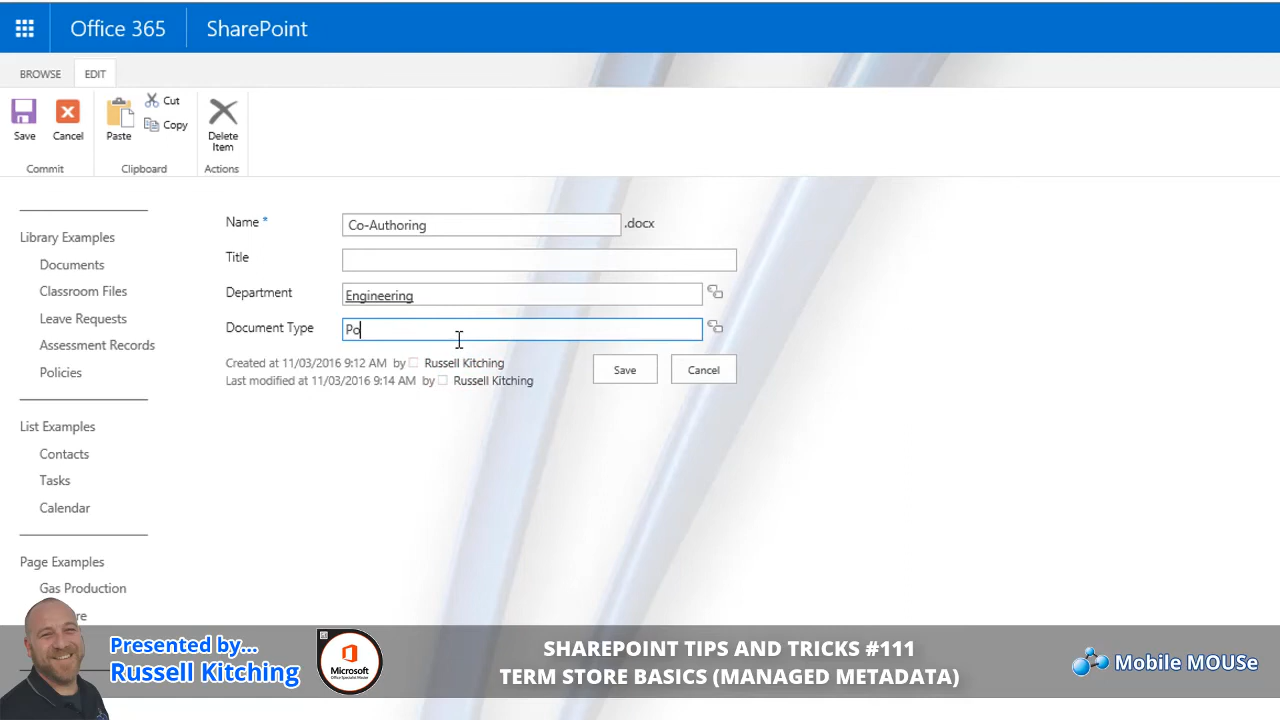 Office 365
SharePoint
BROWSE
EDIT
Save
Cancel
Paste
Cut
Copy
Delete
Item
Commit
Clipboard
Actions
Library Examples
Documents
Classroom Files
Leave Requests
Assessment Records
Policies
List Examples
Contacts
Tasks
Calendar
Page Examples
Gas Production
Name *
Co-Authoring
.docx
Title
Department
Engineering
Document Type
Po
Created at 11/03/2016 9:12 AM by Russell Kitching
Last modified at 11/03/2016 9:14 AM by Russell Kitching
Save
Cancel
Presented by...
Russell Kitching
Microsoft
SHAREPOINT TIPS AND TRICKS #111
TERM STORE BASICS (MANAGED METADATA)
Mobile MOUSe